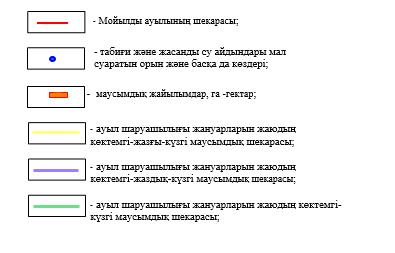 - Мойылды ауылының шекарасы;
- табиғи және жасанды су айдындары мал
суаратын орын және басқа да көздері;
- маусымдық жайылымдар, га -гектар;
- ауыл шаруашылығы жануарларын жаюдың
көктемгі-жазғы-күзгі маусымдық шекарасы;
- ауыл шаруашылығы жануарларын жаюдың
көктемгі-жаздық-күзгі маусымдық шекарасы;
- ауыл шаруашылығы жануарларын жаюдың көктемгі-
күзгі маусымдық шекарасы;